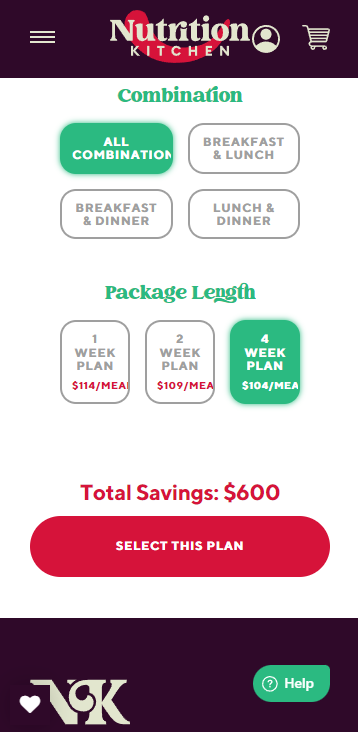 Nutrition
KITCHEN
Combination
ALL
COMBINATION
BREAKFAST
& LUNCH
BREAKFAST
& DINNER
LUNCH &
DINNER
Package Length
1
WEEK
PLAN
$114/MEA
2
WEEK
PLAN
$109/MEA
4
WEEK
PLAN
$104/MEA
Total Savings: $600
SELECT THIS PLAN
NK
Help